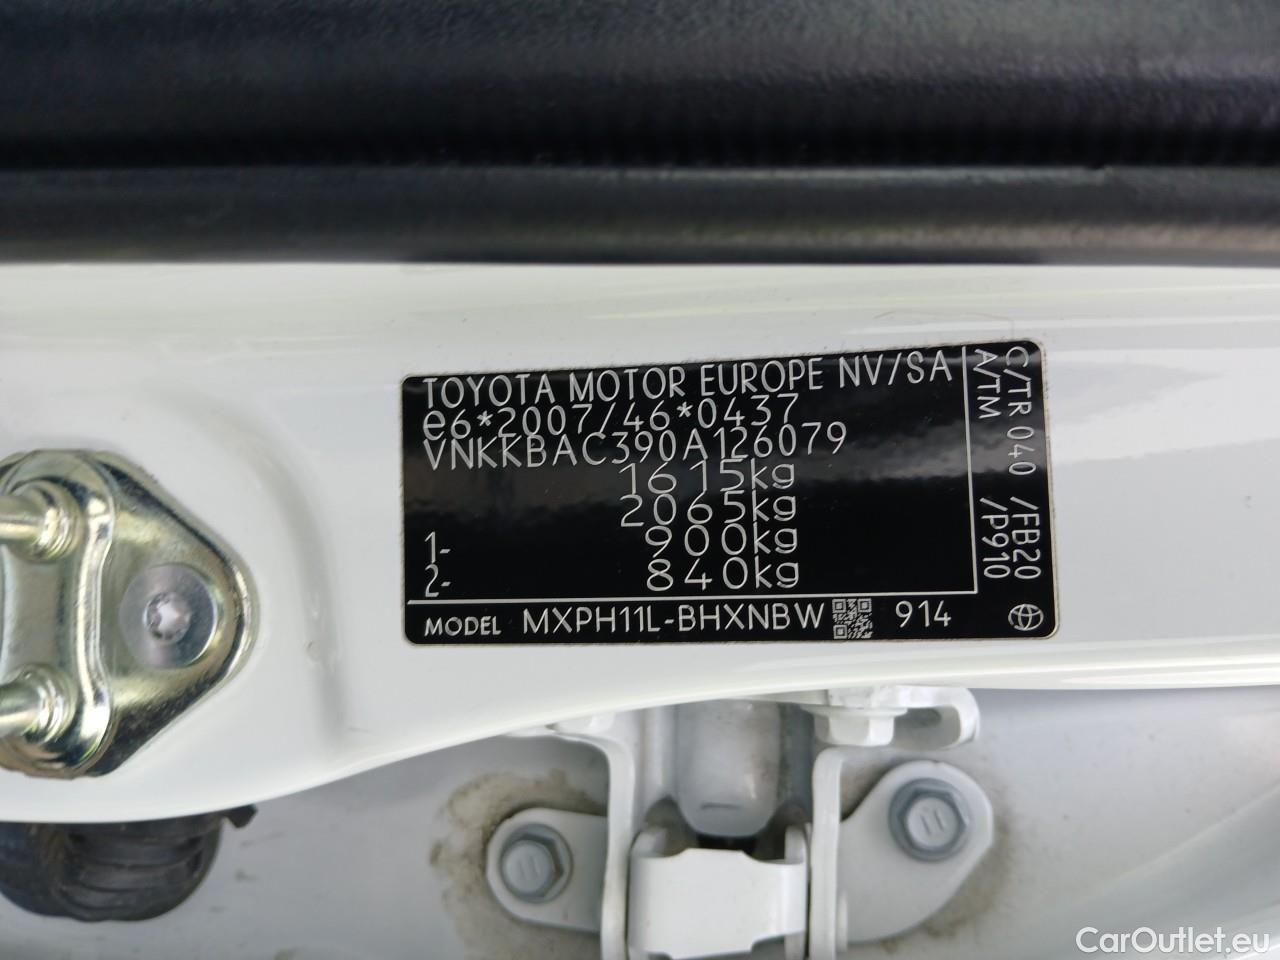 TOYOTA MOTOR EUROPE NV/SA
e6*2007/46*0437
VNKKBAC390A126079
1615kg
2065kg
1- 900kg
2- 840kg
MODEL MXPH11L-BHXNBW 914
C/TR 040 /FB20
A/TM /P910
CarOutlet.eu